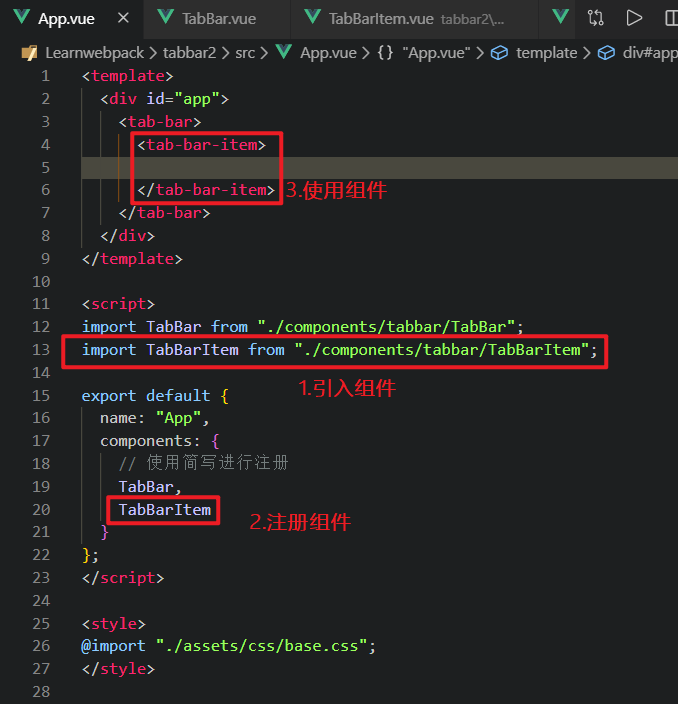 App.vue × TabBar.vue TabBarItem.vue tabbar2\...
Learnwebpack > tabbar2 > src > App.vue > {} "App.vue" > template > div#app
1 <template>
2 <div id="app">
3 <tab-bar>
4 <tab-bar-item>
5
6 </tab-bar-item> 3.使用组件
7 </tab-bar>
8 </div>
9 </template>
10
11 <script>
12 import TabBar from "./components/tabbar/TabBar";
13 import TabBarItem from "./components/tabbar/TabBarItem";
14
1.引入组件
15 export default {
16 name: "App",
17 components: {
18 // 使用简写进行注册
19 TabBar,
20 TabBarItem 2.注册组件
21 }
22 };
23 </script>
24
25 <style>
26 @import "./assets/css/base.css";
27 </style>
28